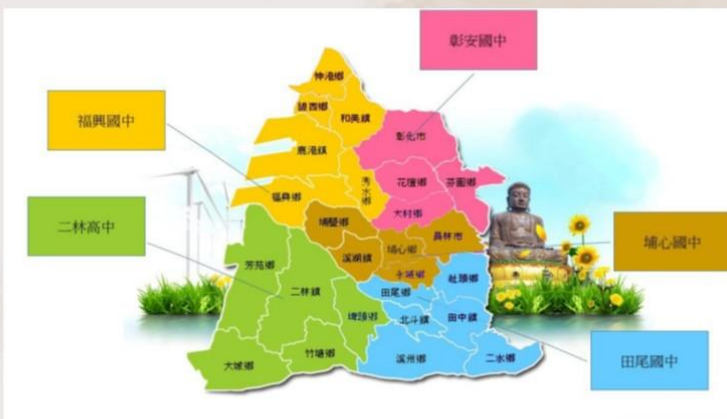 彰安國中
伸港鄉
線西鄉
和美鎮
福興國中
彰化市
鹿港鎮
秀水鄉
花壇鄉
芬園鄉
福興鄉
大村鄉
二林高中
埔鹽鄉
員林市
埔心國中
埔心鄉
溪湖鎮
芳苑鄉
永靖鄉
社頭鄉
二林鎮
田尾鄉
埤頭鄉
北斗鎮
田中鎮
竹塘鄉
溪州鄉
二水鄉
大城鄉
田尾國中